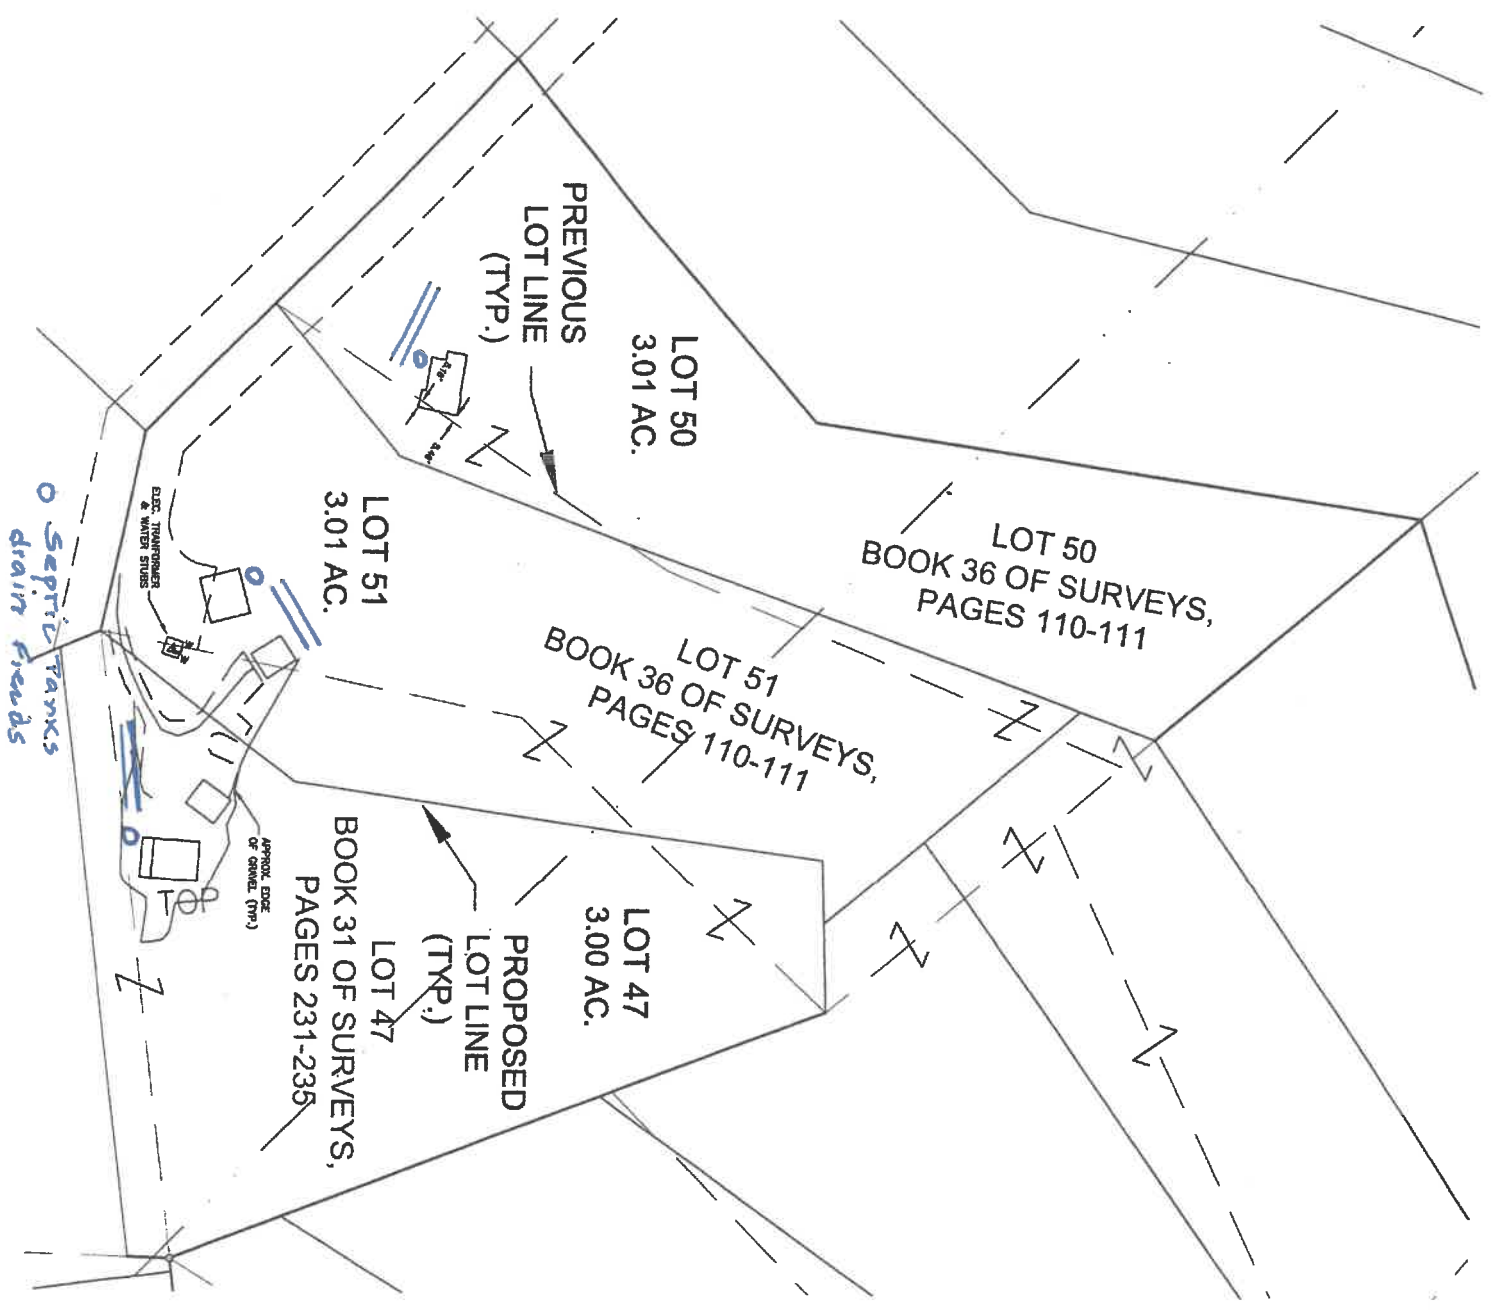 PREVIOUS
LOT LINE
(TYP.)
LOT 50
3.01 AC.
LOT 50
BOOK 36 OF SURVEYS,
PAGES 110-111
LOT 51
3.01 AC.
LOT 51
BOOK 36 OF SURVEYS,
PAGES 110-111
ELEC. TRANFORMER
& WATER STUBS
APPROX. EDGE
OF GRAVEL (TYP.)
TOP
LOT 47
3.00 AC.
PROPOSED
LOT LINE
(TYP.)
LOT 47
BOOK 31 OF SURVEYS,
PAGES 231-235
O Septic Tanks
drain